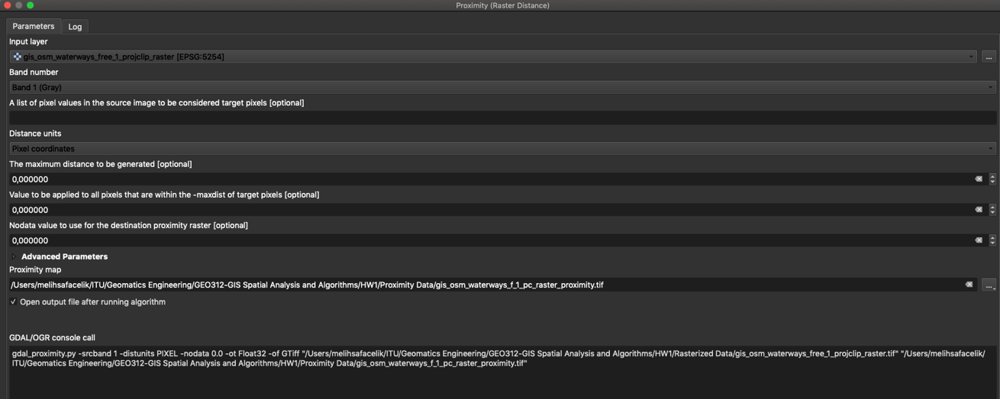 Proximity (Raster Distance)
Parameters
Log
Input layer
gis_osm_waterways_free_1_projclip_raster [EPSG:5254]
...
Band number
Band 1 (Gray)
A list of pixel values in the source image to be considered target pixels [optional]
Distance units
Pixel coordinates
The maximum distance to be generated [optional]
0,000000
Value to be applied to all pixels that are within the -maxdist of target pixels [optional]
0,000000
Nodata value to use for the destination proximity raster [optional]
0,000000
Advanced Parameters
Proximity map
/Users/melihsafacelik/ITU/Geomatics Engineering/GEO312-GIS Spatial Analysis and Algorithms/HW1/Proximity Data/gis_osm_waterways_f_1_pc_raster_proximity.tif
...
Open output file after running algorithm
GDAL/OGR console call
gdal_proximity.py -srcband 1 -distunits PIXEL -nodata 0.0 -ot Float32 -of GTiff "/Users/melihsafacelik/ITU/Geomatics Engineering/GEO312-GIS Spatial Analysis and Algorithms/HW1/Rasterized Data/gis_osm_waterways_free_1_projclip_raster.tif" "/Users/melihsafacelik/
ITU/Geomatics Engineering/GEO312-GIS Spatial Analysis and Algorithms/HW1/Proximity Data/gis_osm_waterways_f_1_pc_raster_proximity.tif"